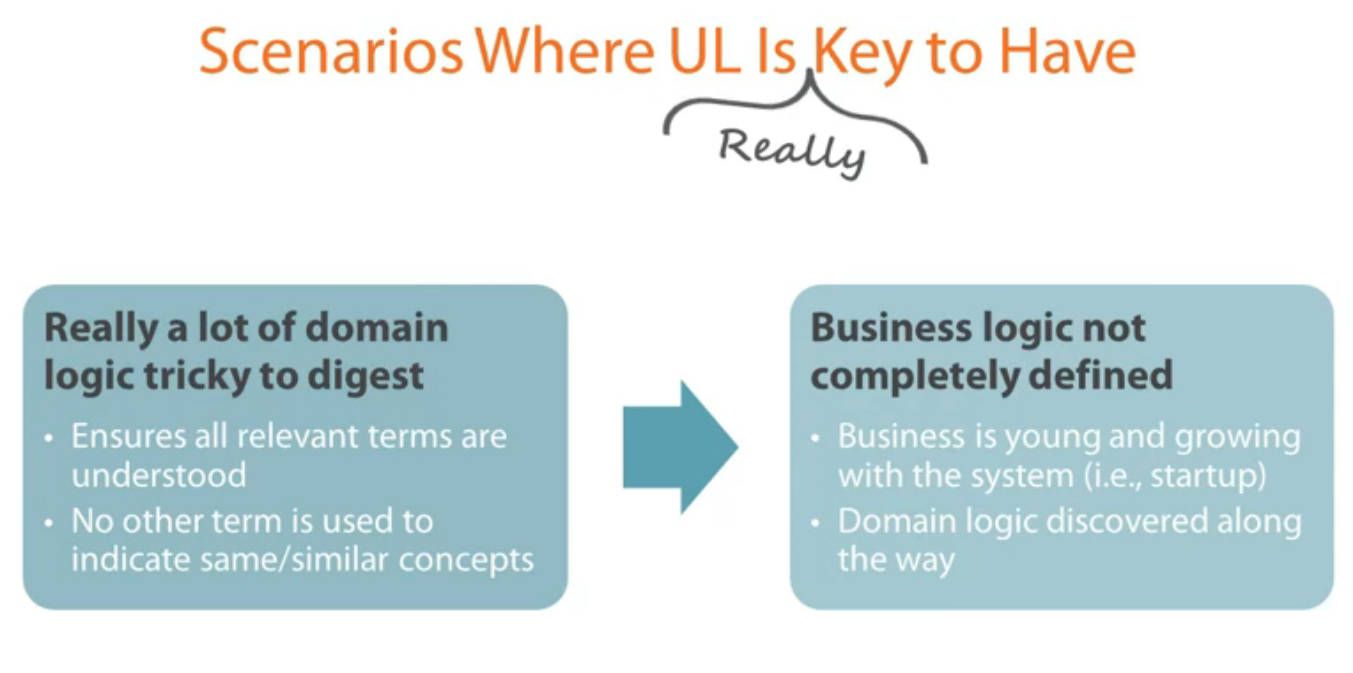 Scenarios Where UL Is Key to Have
Really
Really a lot of domain
logic tricky to digest
• Ensures all relevant terms are
understood
• No other term is used to
indicate same/similar concepts
Business logic not
completely defined
• Business is young and growing
with the system (i.e., startup)
• Domain logic discovered along
the way